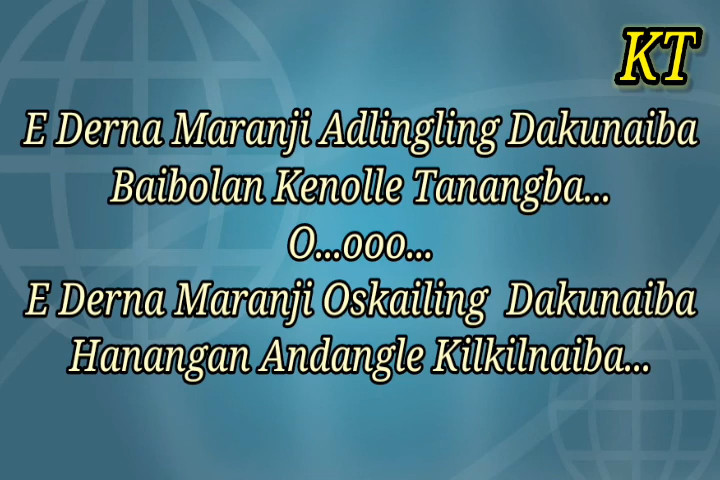 KT
E Derna Maranji Adlingling Dakunaiba
Baibolan Kenolle Tanangba...
O...ooo...
E Derna Maranji Oskailing Dakunaiba
Hanangan Andangle Kilkilnaiba...